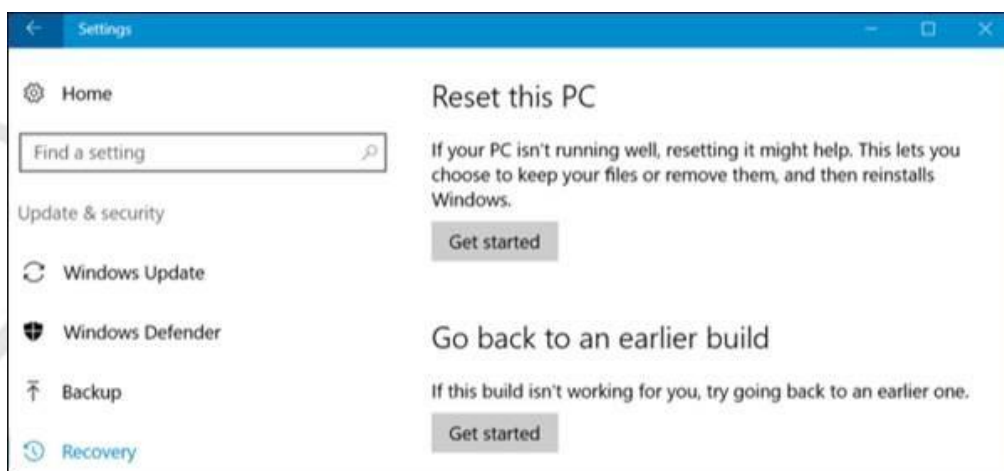 Settings
Home
Find a setting
Update & security
Windows Update
Windows Defender
Backup
Recovery
Reset this PC
If your PC isn't running well, resetting it might help. This lets you
choose to keep your files or remove them, and then reinstalls
Windows.
Get started
Go back to an earlier build
If this build isn't working for you, try going back to an earlier one.
Get started